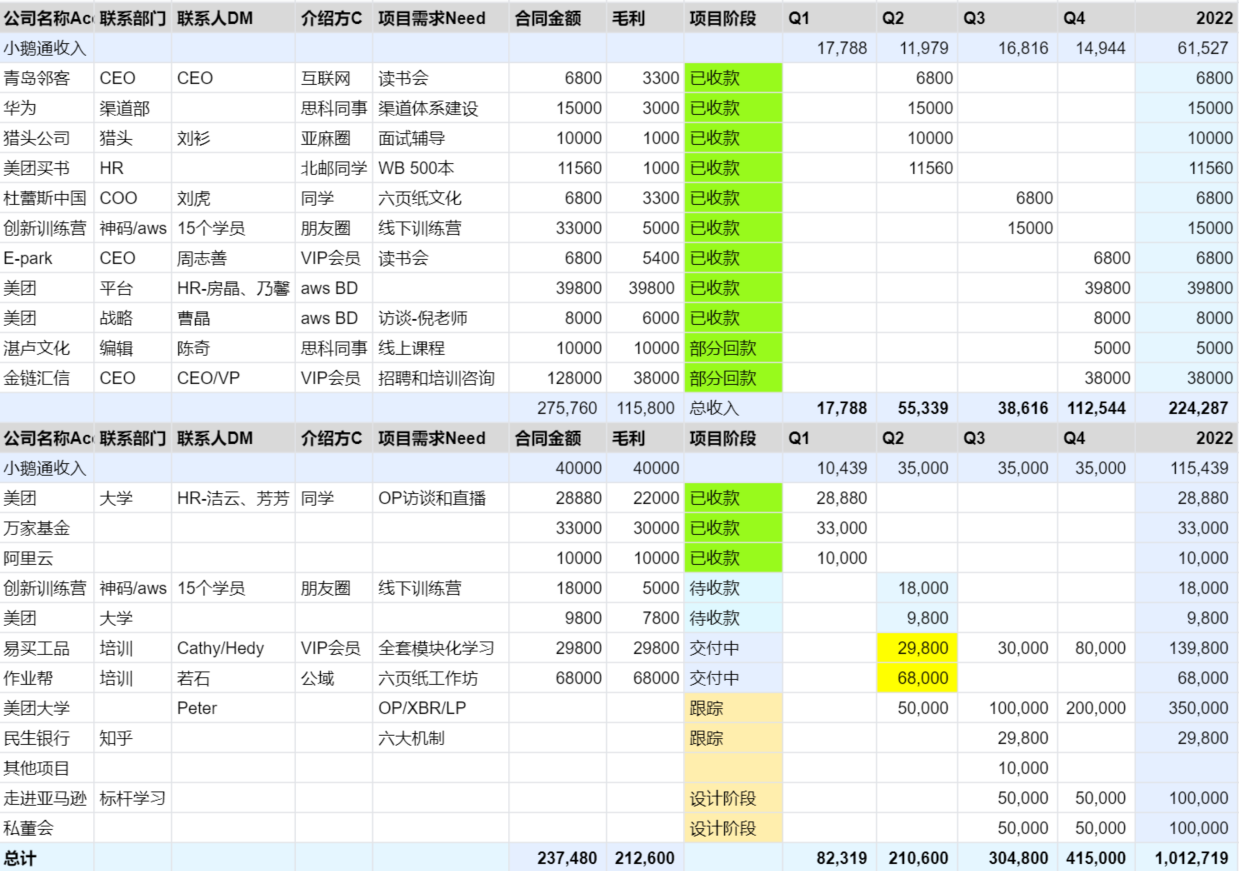 公司名称Acc 联系部门 联系人DM 介绍方C 项目需求Need 合同金额 毛利 项目阶段 Q1 Q2 Q3 Q4 2022
小鹅通收入 17,788 11,979 16,816 14,944 61,527
青岛邻客 CEO CEO 互联网 读书会 6800 3300 已收款 6800 6800
华为 渠道部 思科同事 渠道体系建设 15000 3000 已收款 15000 15000
猎头公司 猎头 刘衫 亚麻圈 面试辅导 10000 1000 已收款 10000 10000
美团买书 HR 北邮同学 WB 500本 11560 1000 已收款 11560 11560
杜蕾斯中国 COO 刘虎 同学 六页纸文化 6800 3300 已收款 6800 6800
创新训练营 神码/aws 15个学员 朋友圈 线下训练营 33000 5000 已收款 15000 15000
E-park CEO 周志善 VIP会员 读书会 6800 5400 已收款 6800 6800
美团 平台 HR-房晶、乃馨 aws BD 39800 39800 已收款 39800 39800
美团 战略 曹晶 aws BD 访谈-倪老师 8000 6000 已收款 8000 8000
湛卢文化 编辑 陈奇 思科同事 线上课程 10000 10000 部分回款 5000 5000
金链汇信 CEO CEO/VP VIP会员 招聘和培训咨询 128000 38000 部分回款 38000 38000
275,760 115,800 总收入 17,788 55,339 38,616 112,544 224,287
公司名称Acc 联系部门 联系人DM 介绍方C 项目需求Need 合同金额 毛利 项目阶段 Q1 Q2 Q3 Q4 2022
小鹅通收入 40000 40000 10,439 35,000 35,000 35,000 115,439
美团 大学 HR-洁云、芳芳 同学 OP访谈和直播 28880 22000 已收款 28,880 28,880
万家基金 33000 30000 已收款 33,000 33,000
阿里云 10000 10000 已收款 10,000 10,000
创新训练营 神码/aws 15个学员 朋友圈 线下训练营 18000 5000 待收款 18,000 18,000
美团 大学 9800 7800 待收款 9,800 9,800
易买工品 培训 Cathy/Hedy VIP会员 全套模块化学习 29800 29800 交付中 29,800 30,000 80,000 139,800
作业帮 培训 若石 公域 六页纸工作坊 68000 68000 交付中 68,000 68,000
美团大学 Peter OP/XBR/LP 跟踪 50,000 100,000 200,000 350,000
民生银行 知乎 六大机制 跟踪 29,800 29,800
其他项目 10,000
走进亚马逊 标杆学习 设计阶段 50,000 50,000 100,000
私董会 设计阶段 50,000 50,000 100,000
总计 237,480 212,600 82,319 210,600 304,800 415,000 1,012,719